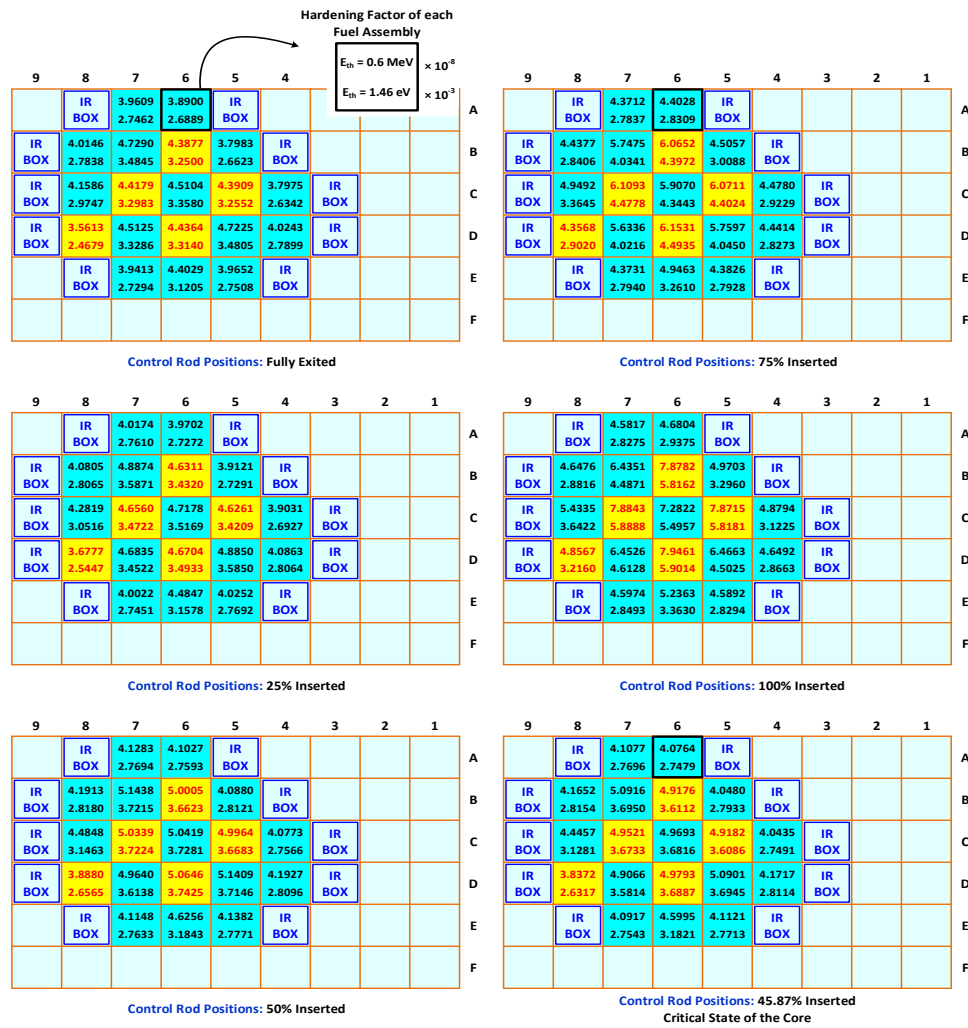 Hardening Factor of each
Fuel Assembly
E_th = 0.6 MeV × 10⁻⁸
E_th = 1.46 eV × 10⁻³
9 8 7 6 5 4
IR 3.9609 3.8900 IR A
BOX 2.7462 2.6889 BOX
IR 4.0146 4.7290 4.3877 3.7983 IR B
BOX 2.7838 3.4845 3.2500 2.6623 BOX
IR 4.1586 4.4179 4.5104 4.3909 3.7975 IR C
BOX 2.9747 3.2983 3.3580 3.2552 2.6342 BOX
IR 3.5613 4.5125 4.4364 4.7225 4.0243 IR D
BOX 2.4679 3.3286 3.3140 3.4805 2.7899 BOX
IR 3.9413 4.4029 3.9652 IR E
BOX 2.7294 3.1205 2.7508 BOX
F
Control Rod Positions: Fully Exited
9 8 7 6 5 4 3 2 1
IR 4.3712 4.4028 IR A
BOX 2.7837 2.8309 BOX
IR 4.4377 5.7475 6.0652 4.5057 IR B
BOX 2.8406 4.0341 4.3972 3.0088 BOX
IR 4.9492 6.1093 5.9070 6.0711 4.4780 IR C
BOX 3.3645 4.4778 4.3443 4.4024 2.9229 BOX
IR 4.3568 5.6336 6.1531 5.7597 4.4414 IR D
BOX 2.9020 4.0216 4.4935 4.0450 2.8273 BOX
IR 4.3731 4.9463 4.3826 IR E
BOX 2.7940 3.2610 2.7928 BOX
F
Control Rod Positions: 75% Inserted
9 8 7 6 5 4 3 2 1
IR 4.0174 3.9702 IR A
BOX 2.7610 2.7272 BOX
IR 4.0805 4.8874 4.6311 3.9121 IR B
BOX 2.8065 3.5871 3.4320 2.7291 BOX
IR 4.2819 4.6560 4.7178 4.6261 3.9031 IR C
BOX 3.0516 3.4722 3.5169 3.4209 2.6927 BOX
IR 3.6777 4.6835 4.6704 4.8850 4.0863 IR D
BOX 2.5447 3.4522 3.4933 3.5850 2.8064 BOX
IR 4.0022 4.4847 4.0252 IR E
BOX 2.7451 3.1578 2.7692 BOX
F
Control Rod Positions: 25% Inserted
9 8 7 6 5 4 3 2 1
IR 4.5817 4.6804 IR A
BOX 2.8275 2.9375 BOX
IR 4.6476 6.4351 7.8782 4.9703 IR B
BOX 2.8816 4.4871 5.8162 3.2960 BOX
IR 5.4335 7.8843 7.2822 7.8715 4.8794 IR C
BOX 3.6422 5.8888 5.4957 5.8181 3.1225 BOX
IR 4.8567 6.4526 7.9461 6.4663 4.6492 IR D
BOX 3.2160 4.6128 5.9014 4.5025 2.8663 BOX
IR 4.5974 5.2363 4.5892 IR E
BOX 2.8493 3.3630 2.8294 BOX
F
Control Rod Positions: 100% Inserted
9 8 7 6 5 4 3 2 1
IR 4.1283 4.1027 IR A
BOX 2.7694 2.7593 BOX
IR 4.1913 5.1438 5.0005 4.0880 IR B
BOX 2.8180 3.7215 3.6623 2.8121 BOX
IR 4.4848 5.0339 5.0419 4.9964 4.0773 IR C
BOX 3.1463 3.7224 3.7281 3.6683 2.7566 BOX
IR 3.8880 4.9640 5.0646 5.1409 4.1927 IR D
BOX 2.6565 3.6138 3.7425 3.7146 2.8096 BOX
IR 4.1148 4.6256 4.1382 IR E
BOX 2.7633 3.1843 2.7771 BOX
F
Control Rod Positions: 50% Inserted
9 8 7 6 5 4 3 2 1
IR 4.1077 4.0764 IR A
BOX 2.7696 2.7479 BOX
IR 4.1652 5.0916 4.9176 4.0480 IR B
BOX 2.8154 3.6950 3.6112 2.7933 BOX
IR 4.4457 4.9521 4.9693 4.9182 4.0435 IR C
BOX 3.1281 3.6733 3.6816 3.6086 2.7491 BOX
IR 3.8372 4.9066 4.9793 5.0901 4.1717 IR D
BOX 2.6317 3.5814 3.6887 3.6945 2.8114 BOX
IR 4.0917 4.5995 4.1121 IR E
BOX 2.7543 3.1821 2.7713 BOX
F
Control Rod Positions: 45.87% Inserted
Critical State of the Core